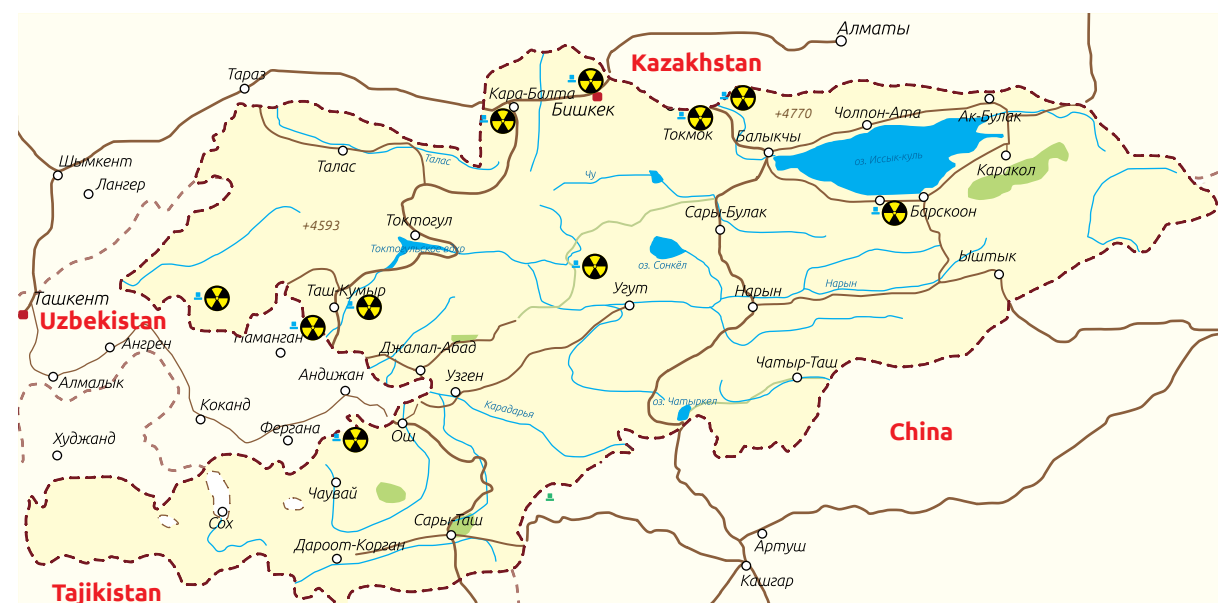 Алматы
Kazakhstan
Тараз
Кара-Балта
Бишкек
+4770
Чолпон-Ата
Ак-Булак
Токмок
Балыкчы
Шымкент
Талас
Талас
оз. Иссык-куль
Каракол
Лангер
Чу
Сары-Булак
Барскоон
Токтогул
+4593
Токтогульское вдхр
оз. Сонкёл
Ыштык
Нарын
Таш-Кумыр
Угут
Нарын
Ташкент
Uzbekistan
Наманган
Ангрен
Джалал-Абад
Чатыр-Таш
Алмалык
Андижан
Узген
оз. Чатыркел
Коканд
Карадарья
Фергана
Ош
China
Худжанд
Чаувай
Сох
Сары-Таш
Дароот-Корган
Артуш
Кашгар
Tajikistan